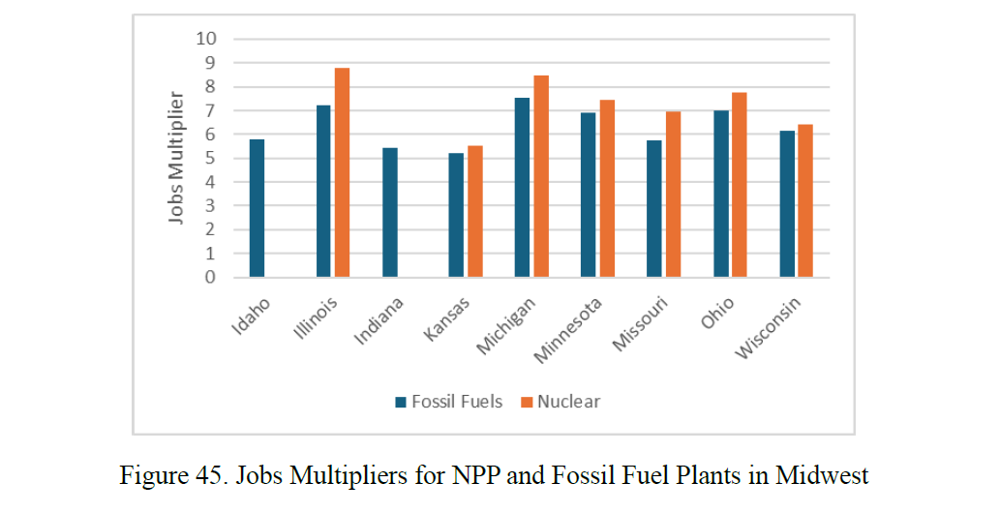 10
9
8
7
6
5
4
3
2
1
0
Jobs Multiplier
Idaho
Illinois
Indiana
Kansas
Michigan
Minnesota
Missouri
Ohio
Wisconsin
Fossil Fuels Nuclear
Figure 45. Jobs Multipliers for NPP and Fossil Fuel Plants in Midwest